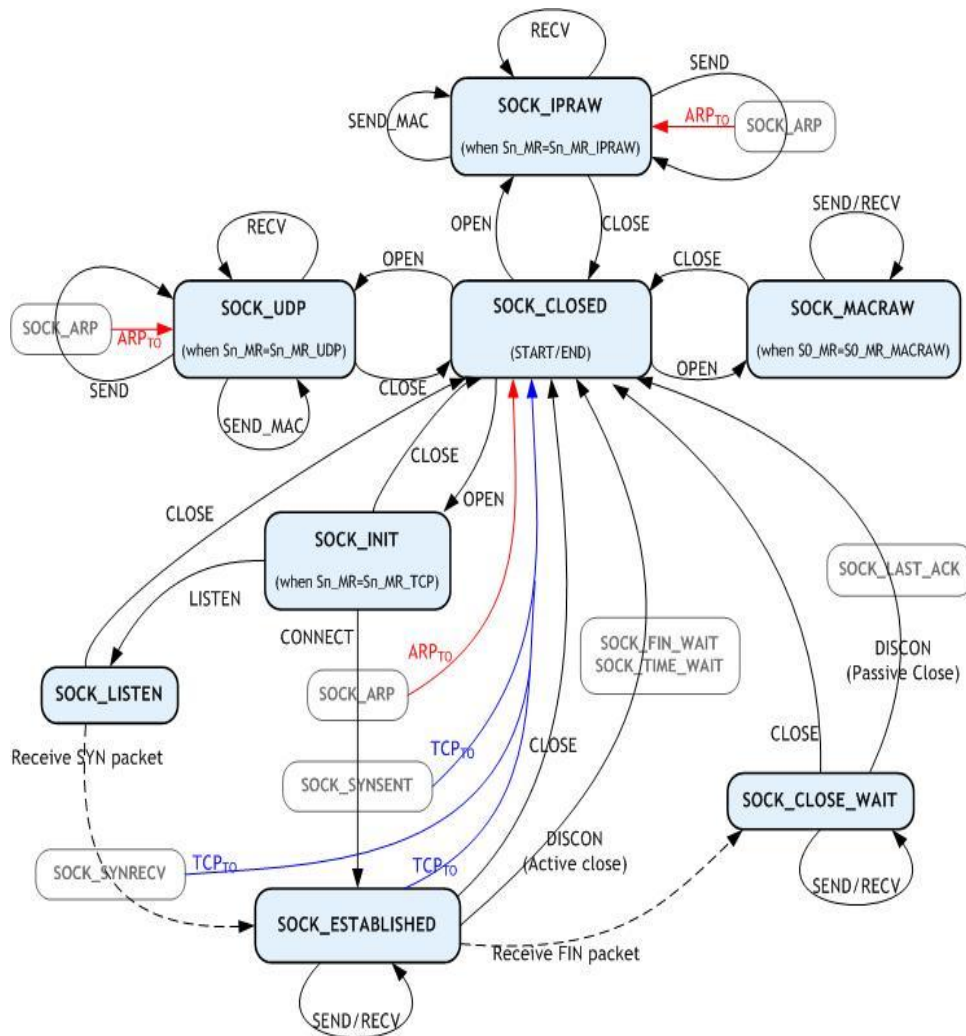 RECV
SEND
SOCK_IPRAW
(when Sn_MR=Sn_MR_IPRAW)
SEND_MAC
ARPTO
SOCK_ARP
OPEN
CLOSE
SEND/RECV
RECV
OPEN
CLOSE
SOCK_UDP
(when Sn_MR=Sn_MR_UDP)
SOCK_ARP
ARPTO
SOCK_CLOSED
(START/END)
SOCK_MACRAW
(when S0_MR=S0_MR_MACRAW)
SEND
CLOSE
OPEN
SEND_MAC
CLOSE
OPEN
CLOSE
SOCK_INIT
(when Sn_MR=Sn_MR_TCP)
SOCK_LAST_ACK
LISTEN
CONNECT
ARPTO
SOCK_FIN_WAIT
SOCK_TIME_WAIT
DISCON
(Passive Close)
SOCK_LISTEN
SOCK_ARP
Receive SYN packet
TCPTO
CLOSE
CLOSE
SOCK_SYNSENT
SOCK_CLOSE_WAIT
DISCON
(Active close)
SOCK_SYNRECV
TCPTO
TCPTO
SEND/RECV
SOCK_ESTABLISHED
Receive FIN packet
SEND/RECV